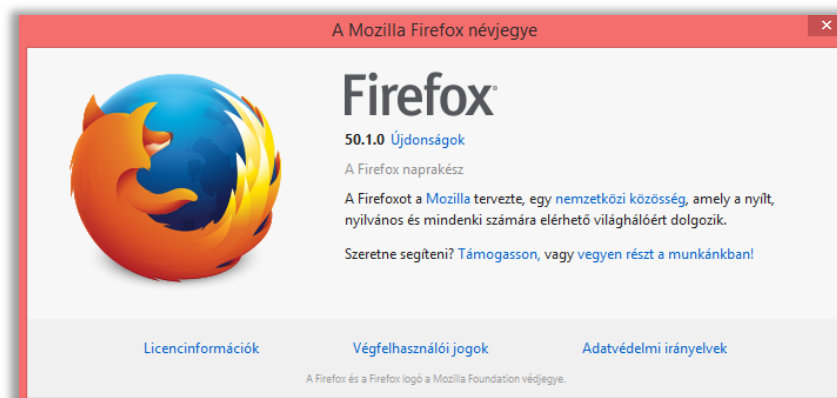 A Mozilla Firefox névjegye
Firefox
50.1.0 Újdonságok
A Firefox naprakész
A Firefoxot a Mozilla tervezte, egy nemzetközi közösség, amely a nyílt,
nyilvános és mindenki számára elérhető világhálóért dolgozik.
Szeretne segíteni? Támogasson, vagy vegyen részt a munkánkban!
Licencinformációk Végfelhasználói jogok Adatvédelmi irányelvek
A Firefox és a Firefox logó a Mozilla Foundation védjegye.